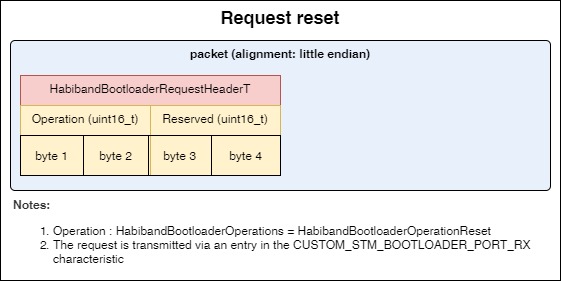 Request reset
packet (alignment: little endian)
HabibandBootloaderRequestHeaderT
Operation (uint16_t) Reserved (uint16_t)
byte 1 byte 2 byte 3 byte 4
Notes:
1. Operation : HabibandBootloaderOperations = HabibandBootloaderOperationReset
2. The request is transmitted via an entry in the CUSTOM_STM_BOOTLOADER_PORT_RX
characteristic